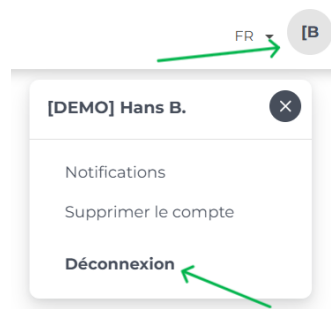 FR
[B
[DEMO] Hans B.
Notifications
Supprimer le compte
Déconnexion